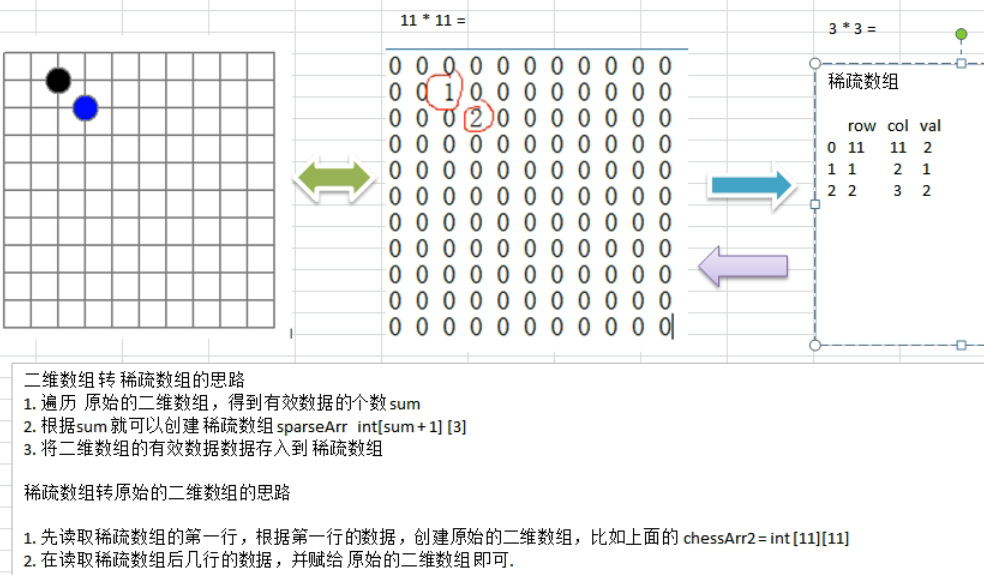 11 * 11 =
3 * 3 =
0 0 0 0 0 0 0 0 0 0 0
0 0 1 0 0 0 0 0 0 0 0
0 0 0 2 0 0 0 0 0 0 0
0 0 0 0 0 0 0 0 0 0 0
0 0 0 0 0 0 0 0 0 0 0
0 0 0 0 0 0 0 0 0 0 0
0 0 0 0 0 0 0 0 0 0 0
0 0 0 0 0 0 0 0 0 0 0
0 0 0 0 0 0 0 0 0 0 0
0 0 0 0 0 0 0 0 0 0 0
0 0 0 0 0 0 0 0 0 0 0
稀疏数组
row col val
0 11 11 2
1 1 2 1
2 2 3 2
二维数组 转 稀疏数组的思路
1. 遍历 原始的二维数组，得到有效数据的个数 sum
2. 根据sum 就可以创建 稀疏数组 sparseArr int[sum + 1] [3]
3. 将二维数组的有效数据数据存入到 稀疏数组
稀疏数组转原始的二维数组的思路
1. 先读取稀疏数组的第一行，根据第一行的数据，创建原始的二维数组，比如上面的 chessArr2 = int [11][11]
2. 在读取稀疏数组后几行的数据，并赋给 原始的二维数组 即可.